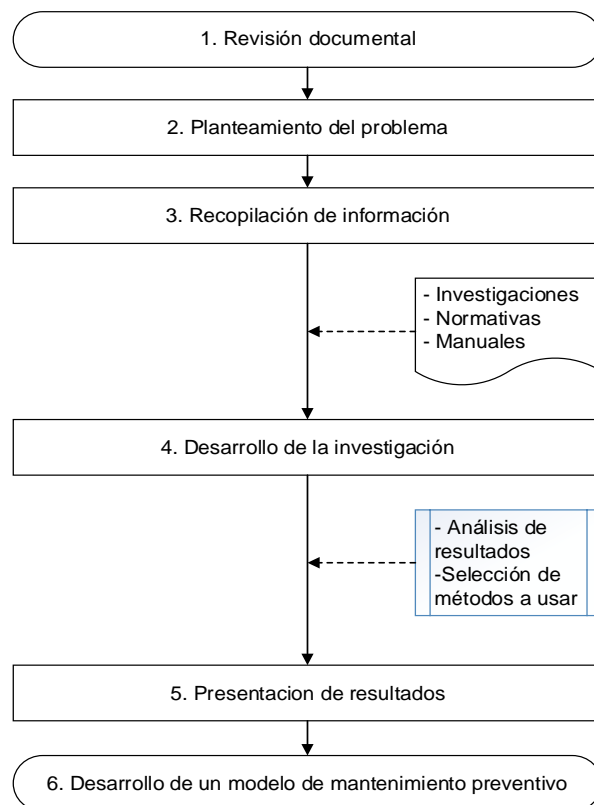 1. Revisión documental
2. Planteamiento del problema
3. Recopilación de información
- Investigaciones
- Normativas
- Manuales
4. Desarrollo de la investigación
- Análisis de
resultados
-Selección de
métodos a usar
5. Presentacion de resultados
6. Desarrollo de un modelo de mantenimiento preventivo